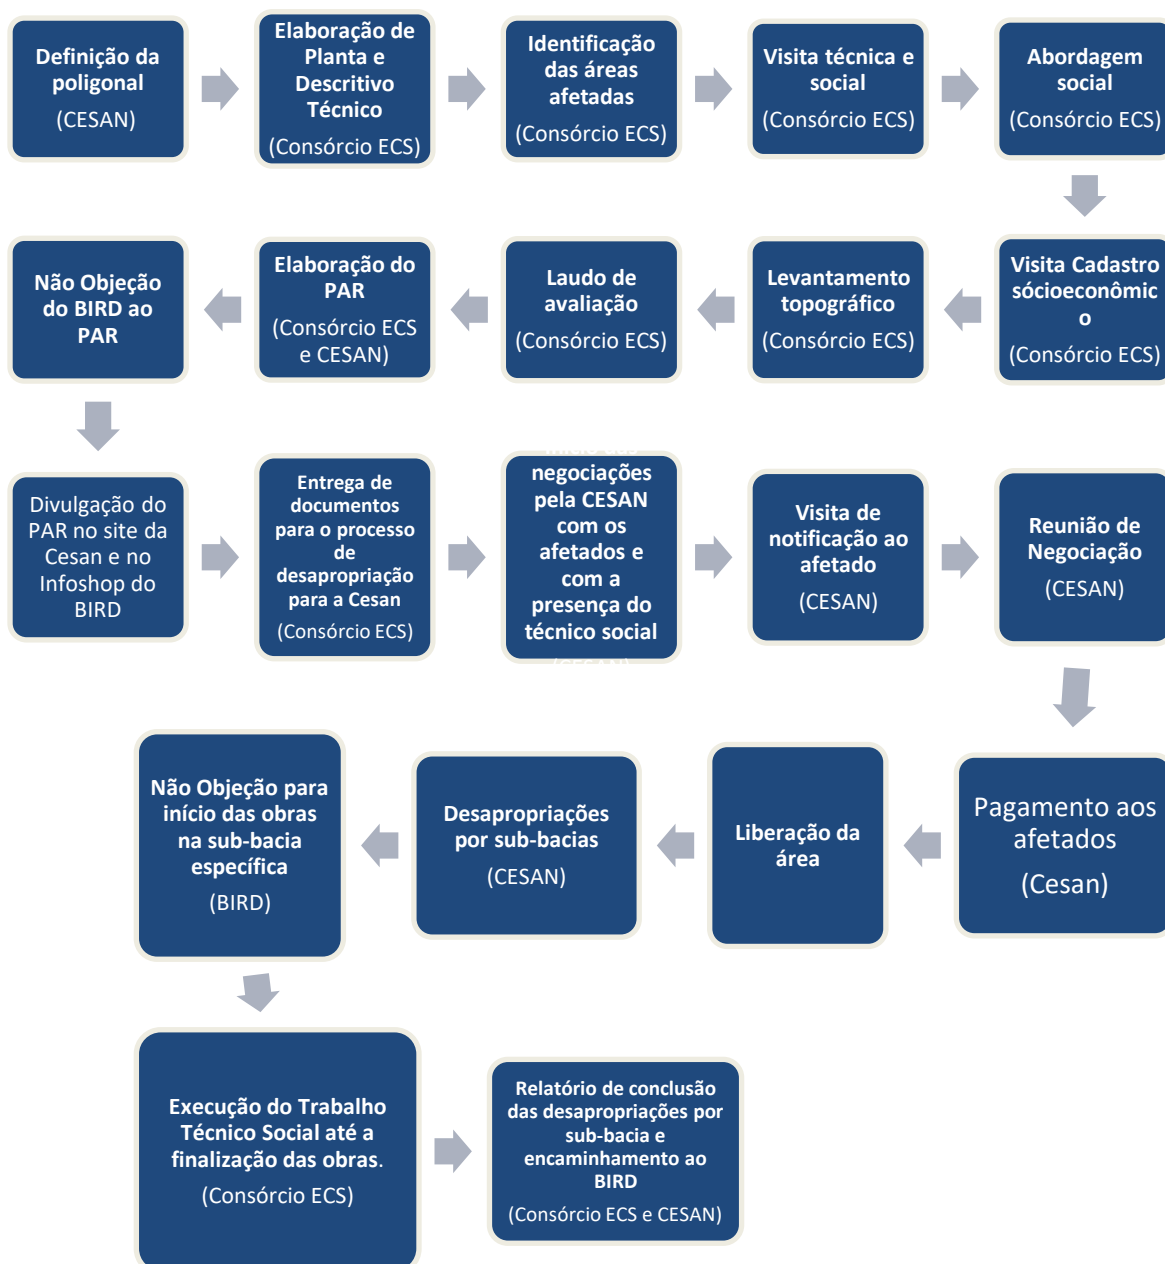 Definição da
poligonal
(CESAN)
Elaboração de
Planta e
Descritivo
Técnico
(Consórcio ECS)
Identificação
das áreas
afetadas
(Consórcio ECS)
Visita técnica e
social
(Consórcio ECS)
Abordagem
social
(Consórcio ECS)
Visita Cadastro
sócioeconômic
o
(Consórcio ECS)
Levantamento
topográfico
(Consórcio ECS)
Laudo de
avaliação
(Consórcio ECS)
Elaboração do
PAR
(Consórcio ECS
e CESAN)
Não Objeção
do BIRD ao
PAR
Divulgação do
PAR no site da
Cesan e no
Infoshop do
BIRD
Entrega de
documentos
para o processo
de
desapropriação
para a Cesan
(Consórcio ECS)
Início das
negociações
pela CESAN
com os
afetados e
com a
presença do
técnico social
(CESAN)
Visita de
notificação ao
afetado
(CESAN)
Reunião de
Negociação
(CESAN)
Pagamento aos
afetados
(Cesan)
Liberação da
área
Desapropriações
por sub-bacias
(CESAN)
Não Objeção para
início das obras
na sub-bacia
específica
(BIRD)
Execução do Trabalho
Técnico Social até a
finalização das obras.
(Consórcio ECS)
Relatório de conclusão
das desapropriações por
sub-bacia e
encaminhamento ao
BIRD
(Consórcio ECS e CESAN)